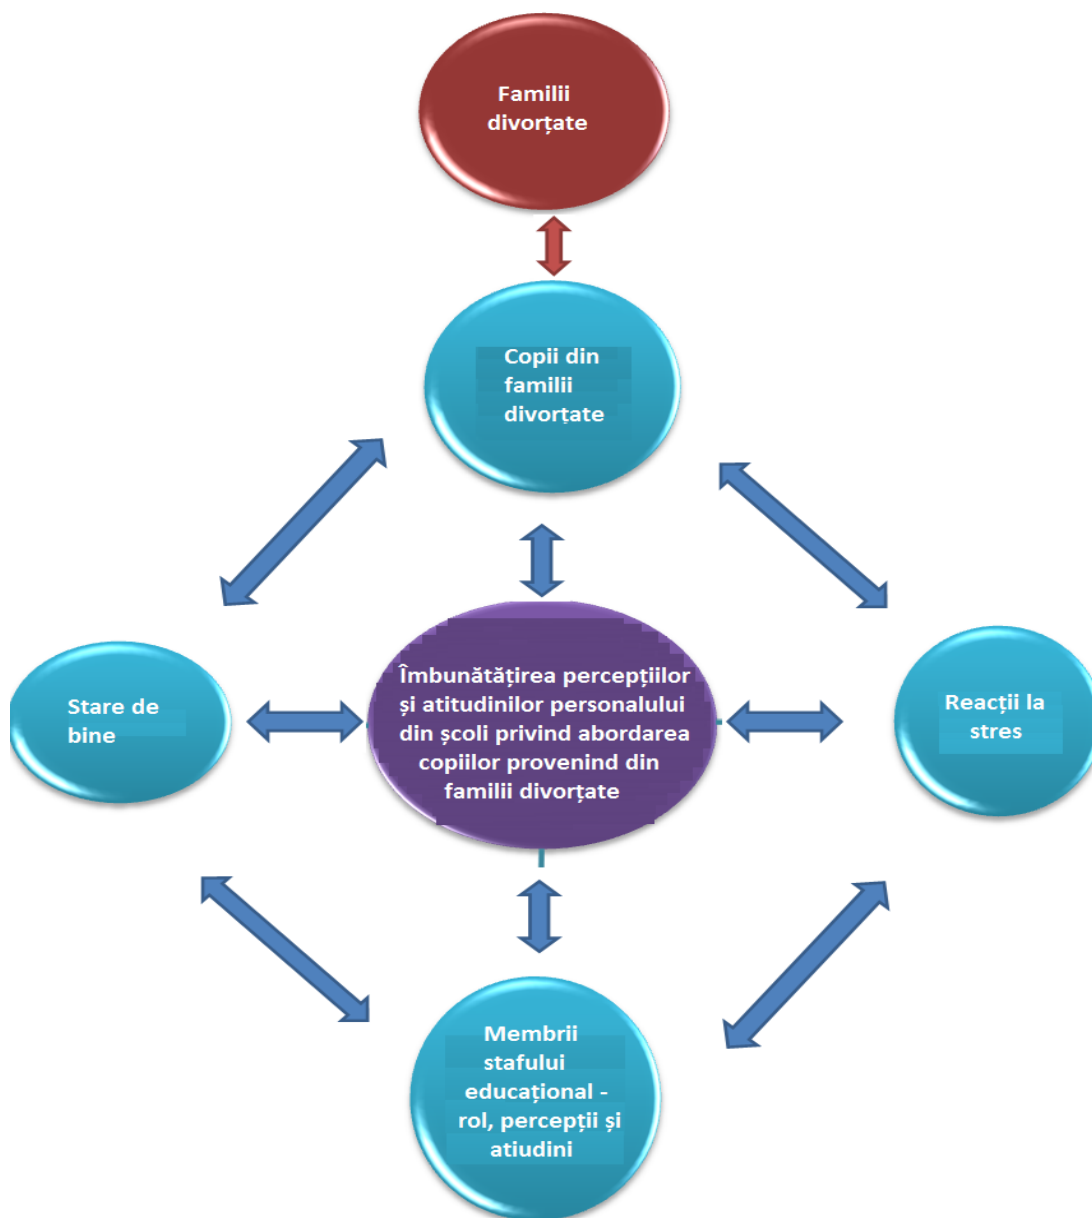 Familii
divorțate
Copii din
familii
divorțate
Îmbunătățirea percepțiilor
și atitudinilor personalului
din școli privind abordarea
copiilor provenind din
familii divorțate
Stare de
bine
Reacții la
stres
Membrii
stafului
educațional -
rol, percepții și
atiudini